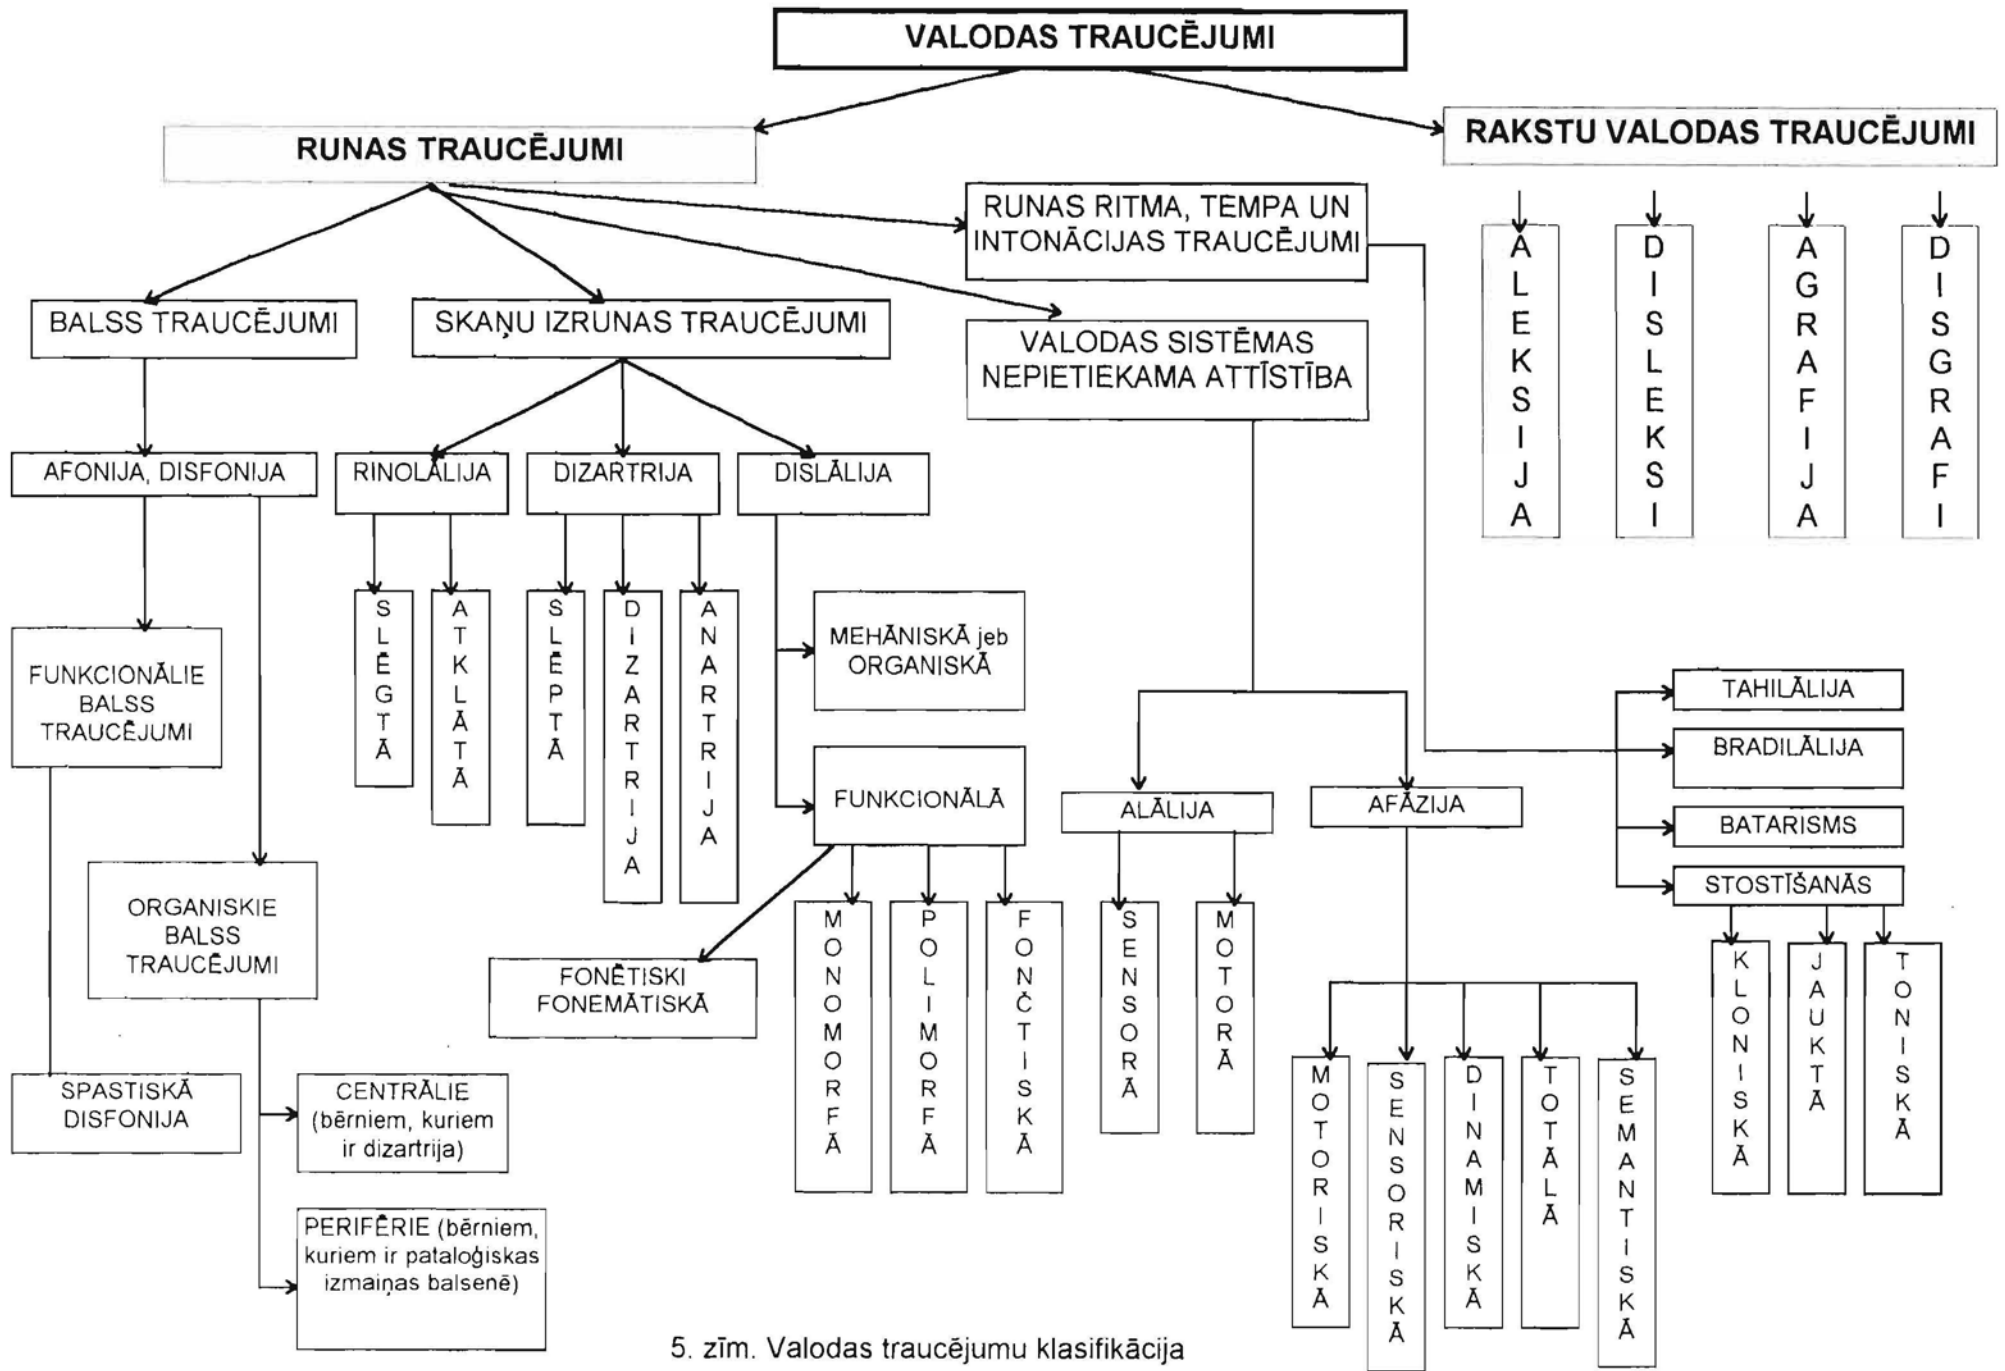 VALODAS TRAUCĒJUMI
RUNAS TRAUCĒJUMI
RAKSTU VALODAS TRAUCĒJUMI
RUNAS RITMA, TEMPA UN
INTONĀCIJAS TRAUCĒJUMI
ALEKSIJA
DISLEKSI
AGRAFIJA
DISGRAFI
BALSS TRAUCĒJUMI
SKAŅU IZRUNAS TRAUCĒJUMI
VALODAS SISTĒMAS
NEPIETIEKAMA ATTĪSTĪBA
AFONIJA, DISFONIJA
RINOLĀLIJA
DIZARTRIJA
DISLĀLIJA
SLĒGTĀ
ATKLĀTĀ
SLĒPTĀ
DIZARTRIJA
ANARTRIJA
MEHĀNISKĀ jeb
ORGANISKĀ
FUNKCIONĀLIE
BALSS
TRAUCĒJUMI
FUNKCIONĀLĀ
ALĀLIJA
AFĀZIJA
TAHILĀLIJA
BRADILĀLIJA
BATARISMS
STOSTĪŠANĀS
ORGANISKIE
BALSS
TRAUCĒJUMI
FONĒTISKI
FONEMĀTISKĀ
MONOMORFĀ
POLIMORFĀ
FONČTISKĀ
SENSORĀ
MOTORĀ
KLONISKĀ
JAUKTĀ
TONISKĀ
SPASTISKĀ
DISFONIJA
CENTRĀLIE
(bērniem, kuriem
ir dizartrija)
MOTORISKĀ
SENSORISKĀ
DINAMISKĀ
TOTĀLĀ
SEMANTISKĀ
PERIFĒRIE (bērniem,
kuriem ir pataloģiskas
izmaiņas balsenē)
5. zīm. Valodas traucējumu klasifikācija